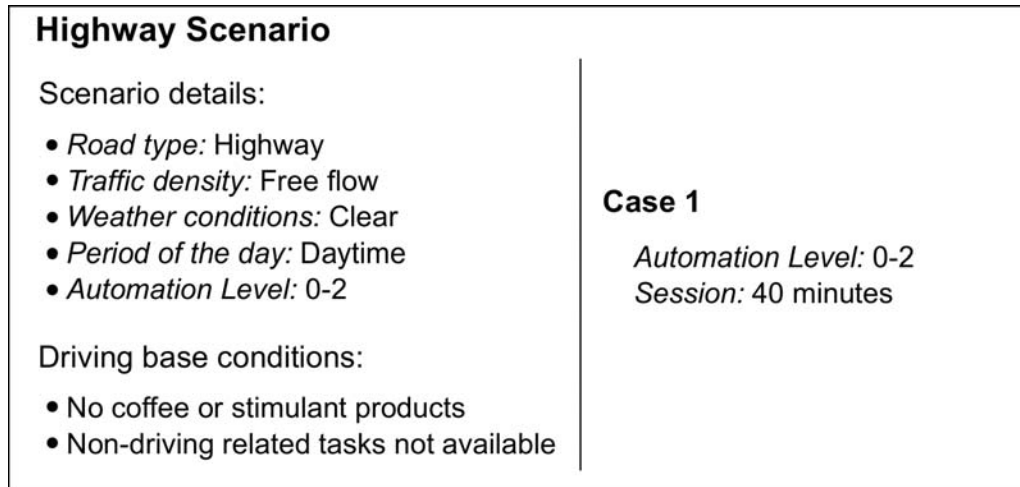 Highway Scenario
Scenario details:
• Road type: Highway
• Traffic density: Free flow
• Weather conditions: Clear
• Period of the day: Daytime
• Automation Level: 0-2
Driving base conditions:
• No coffee or stimulant products
• Non-driving related tasks not available
Case 1
Automation Level: 0-2
Session: 40 minutes